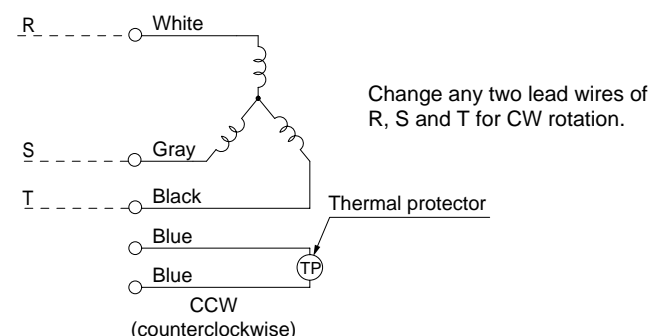 R
White
Change any two lead wires of
R, S and T for CW rotation.
S
Gray
T
Black
Thermal protector
Blue
TP
Blue
CCW
(counterclockwise)